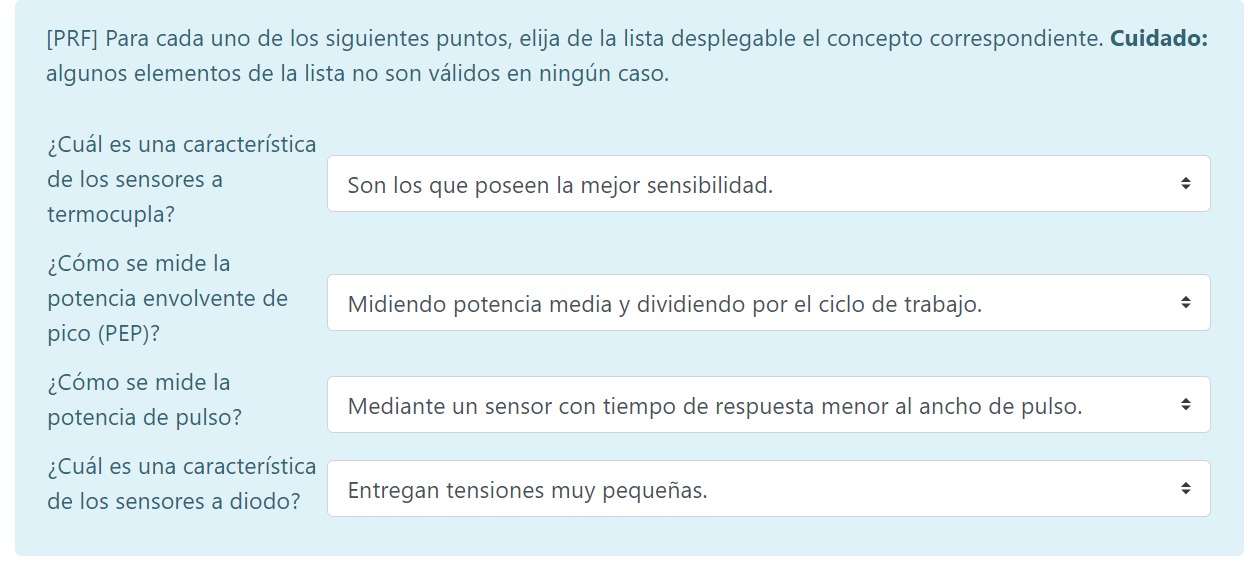 [PRF] Para cada uno de los siguientes puntos, elija de la lista desplegable el concepto correspondiente. Cuidado:
algunos elementos de la lista no son válidos en ningún caso.
¿Cuál es una característica
de los sensores a
termocupla?
Son los que poseen la mejor sensibilidad.
¿Cómo se mide la
potencia envolvente de
pico (PEP)?
Midiendo potencia media y dividiendo por el ciclo de trabajo.
¿Cómo se mide la
potencia de pulso?
Mediante un sensor con tiempo de respuesta menor al ancho de pulso.
¿Cuál es una característica
de los sensores a diodo?
Entregan tensiones muy pequeñas.